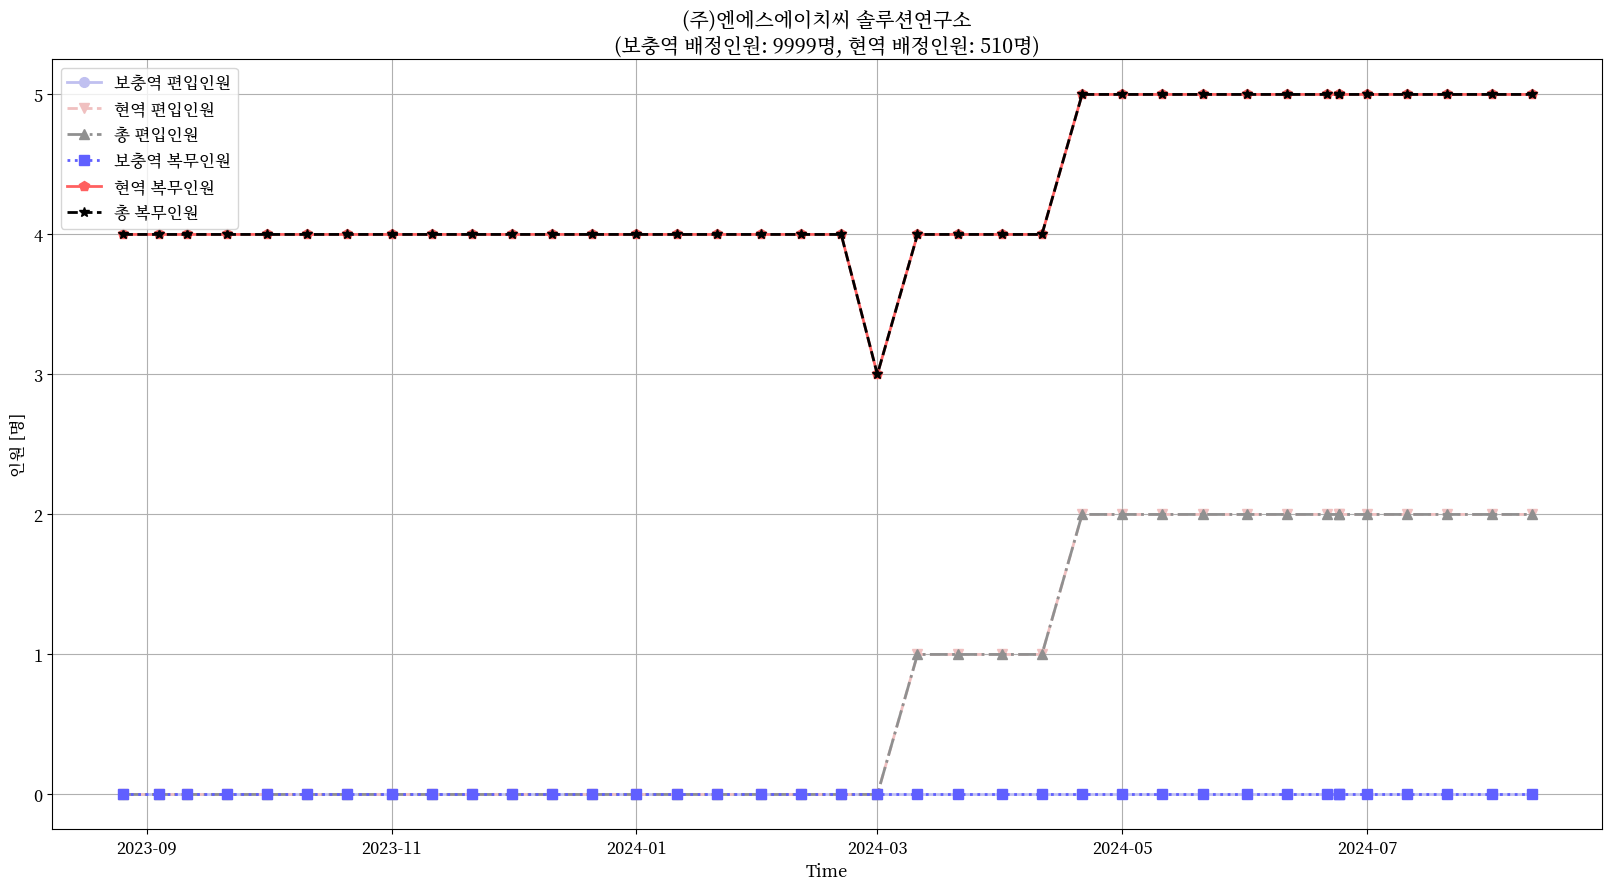 (주)엔에스에이치씨 솔루션연구소
(보충역 배정인원: 9999명, 현역 배정인원: 510명)
보충역 편입인원
현역 편입인원
총 편입인원
보충역 복무인원
현역 복무인원
총 복무인원
5
4
3
2
1
0
인원 [명]
2023-09
2023-11
2024-01
2024-03
2024-05
2024-07
Time